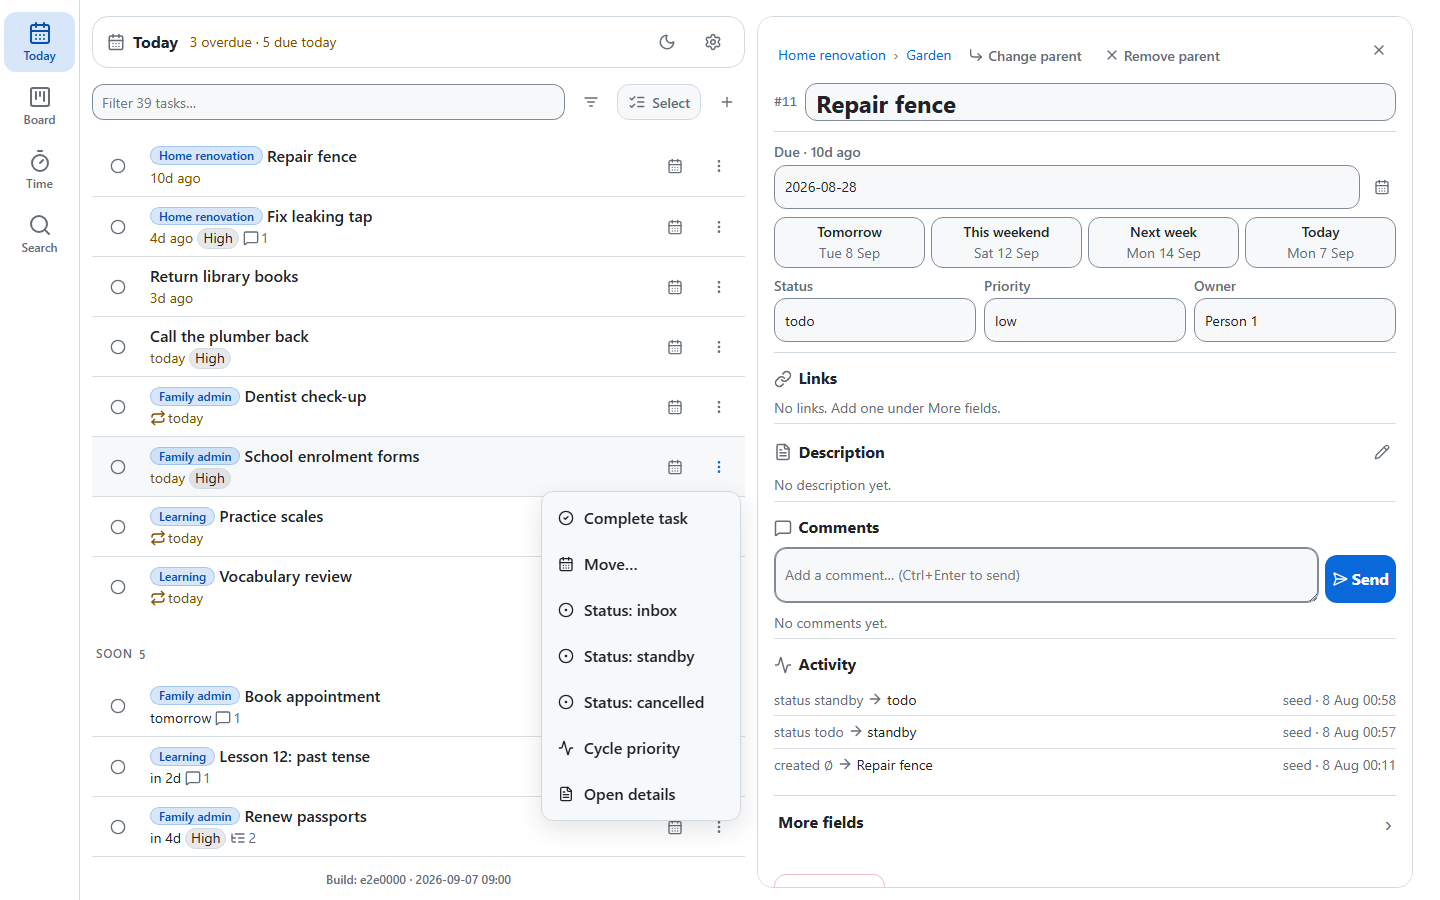 Today
Board
Time
Search
Today 3 overdue · 5 due today
Filter 39 tasks...
Select
Home renovation Repair fence
10d ago
Home renovation Fix leaking tap
4d ago High 1
Return library books
3d ago
Call the plumber back
today High
Family admin Dentist check-up
today
Family admin School enrolment forms
today High
Learning Practice scales
today
Learning Vocabulary review
today
SOON 5
Family admin Book appointment
tomorrow 1
Learning Lesson 12: past tense
in 2d 1
Family admin Renew passports
in 4d High 2
Build: e2e0000 · 2026-09-07 09:00
Complete task
Move...
Status: inbox
Status: standby
Status: cancelled
Cycle priority
Open details
Home renovation › Garden Change parent Remove parent
#11 Repair fence
Due · 10d ago
2026-08-28
Tomorrow
Tue 8 Sep
This weekend
Sat 12 Sep
Next week
Mon 14 Sep
Today
Mon 7 Sep
Status Priority Owner
todo low Person 1
Links
No links. Add one under More fields.
Description
No description yet.
Comments
Add a comment... (Ctrl+Enter to send)
Send
No comments yet.
Activity
status standby → todo seed · 8 Aug 00:58
status todo → standby seed · 8 Aug 00:57
created ∅ → Repair fence seed · 8 Aug 00:11
More fields